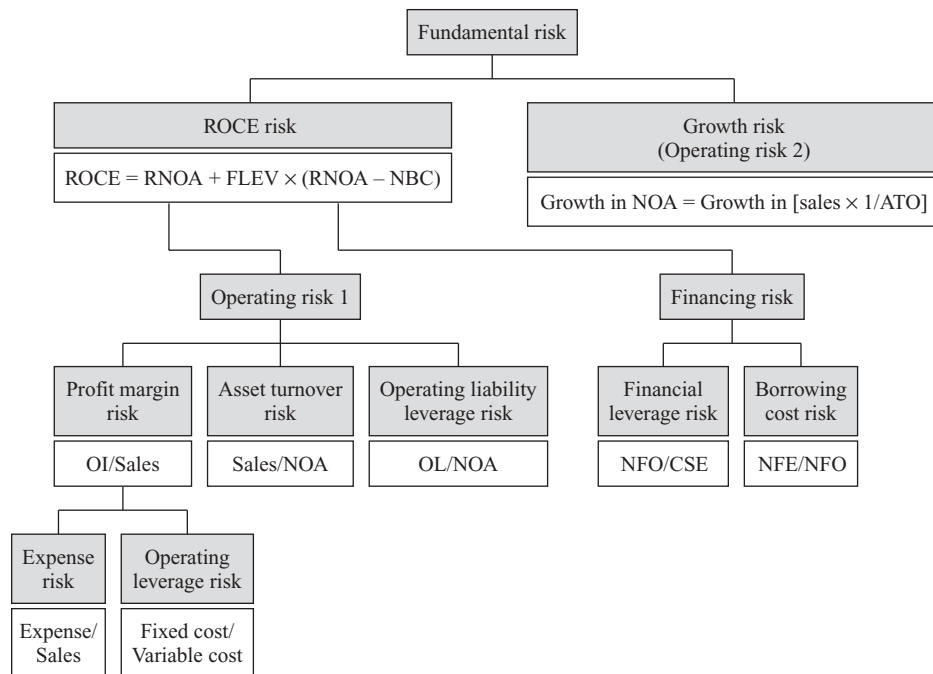 Fundamental risk
ROCE risk
ROCE = RNOA + FLEV × (RNOA – NBC)
Growth risk
(Operating risk 2)
Growth in NOA = Growth in [sales × 1/ATO]
Operating risk 1
Financing risk
Profit margin
risk
OI/Sales
Asset turnover
risk
Sales/NOA
Operating liability
leverage risk
OL/NOA
Financial
leverage risk
NFO/CSE
Borrowing
cost risk
NFE/NFO
Expense
risk
Expense/
Sales
Operating
leverage risk
Fixed cost/
Variable cost